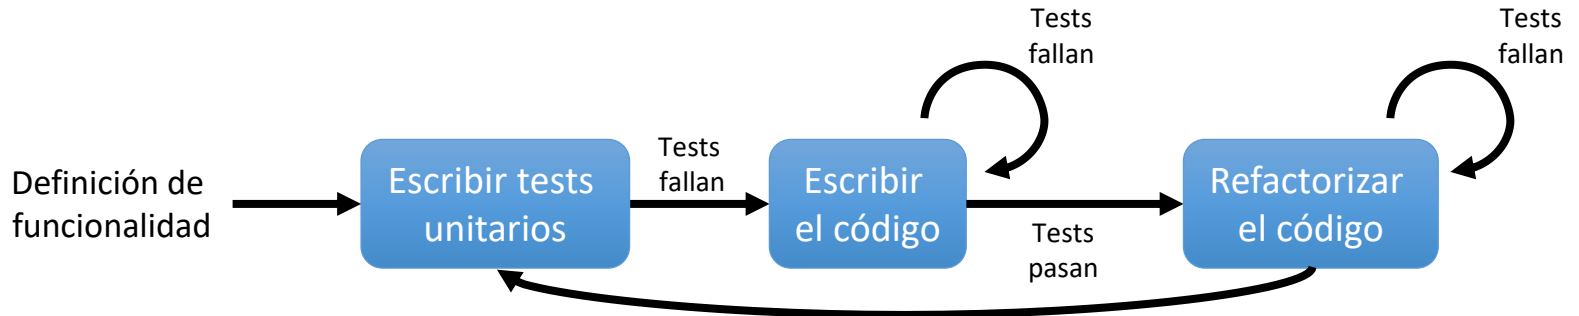 Definición de
funcionalidad
Escribir tests
unitarios
Tests
fallan
Escribir
el código
Tests
fallan
Tests
pasan
Refactorizar
el código
Tests
fallan